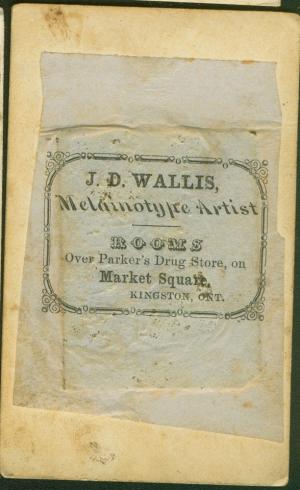 J. D. WALLIS,
Melainotype Artist
ROOMS
Over Parker's Drug Store, on
Market Square,
KINGSTON, ONT.